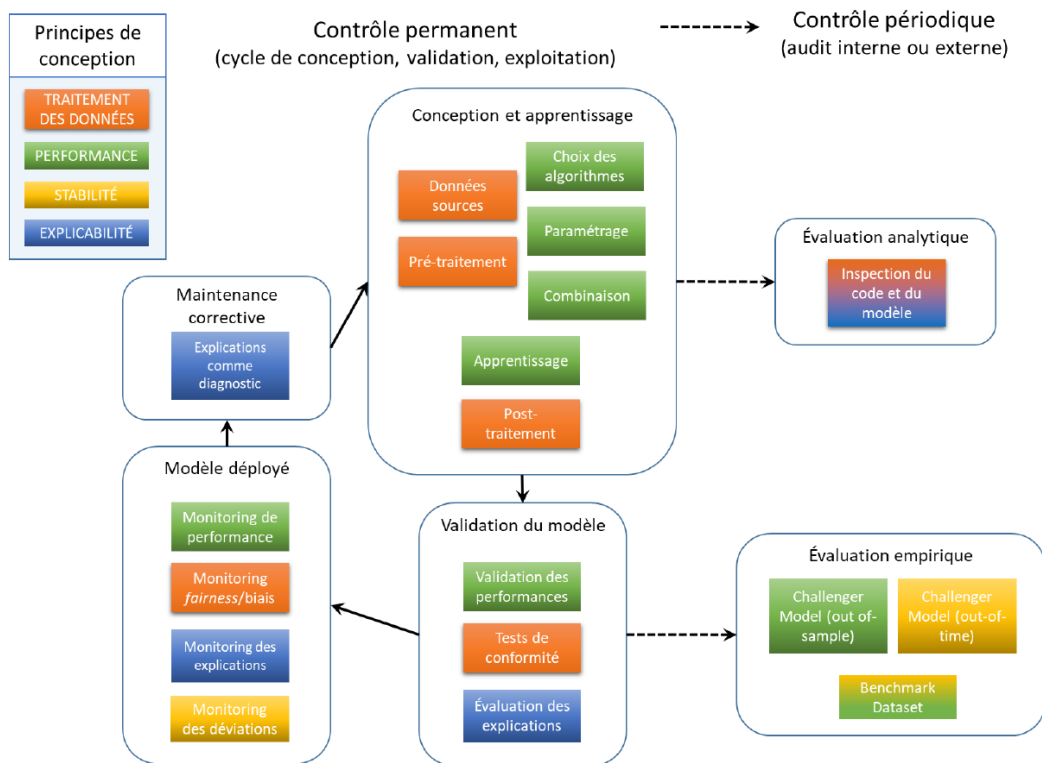 Principes de
conception
TRAITEMENT
DES DONNÉES
PERFORMANCE
STABILITÉ
EXPLICABILITÉ
Contrôle permanent
(cycle de conception, validation, exploitation)
Contrôle périodique
(audit interne ou externe)
Conception et apprentissage
Choix des
algorithmes
Données
sources
Paramétrage
Pré-traitement
Combinaison
Apprentissage
Post-
traitement
Évaluation analytique
Inspection du
code et du
modèle
Maintenance
corrective
Explications
comme
diagnostic
Modèle déployé
Monitoring de
performance
Monitoring
fairness/biais
Monitoring des
explications
Monitoring
des déviations
Validation du modèle
Validation des
performances
Tests de
conformité
Évaluation des
explications
Évaluation empirique
Challenger
Model (out of-
sample)
Challenger
Model (out-of-
time)
Benchmark
Dataset